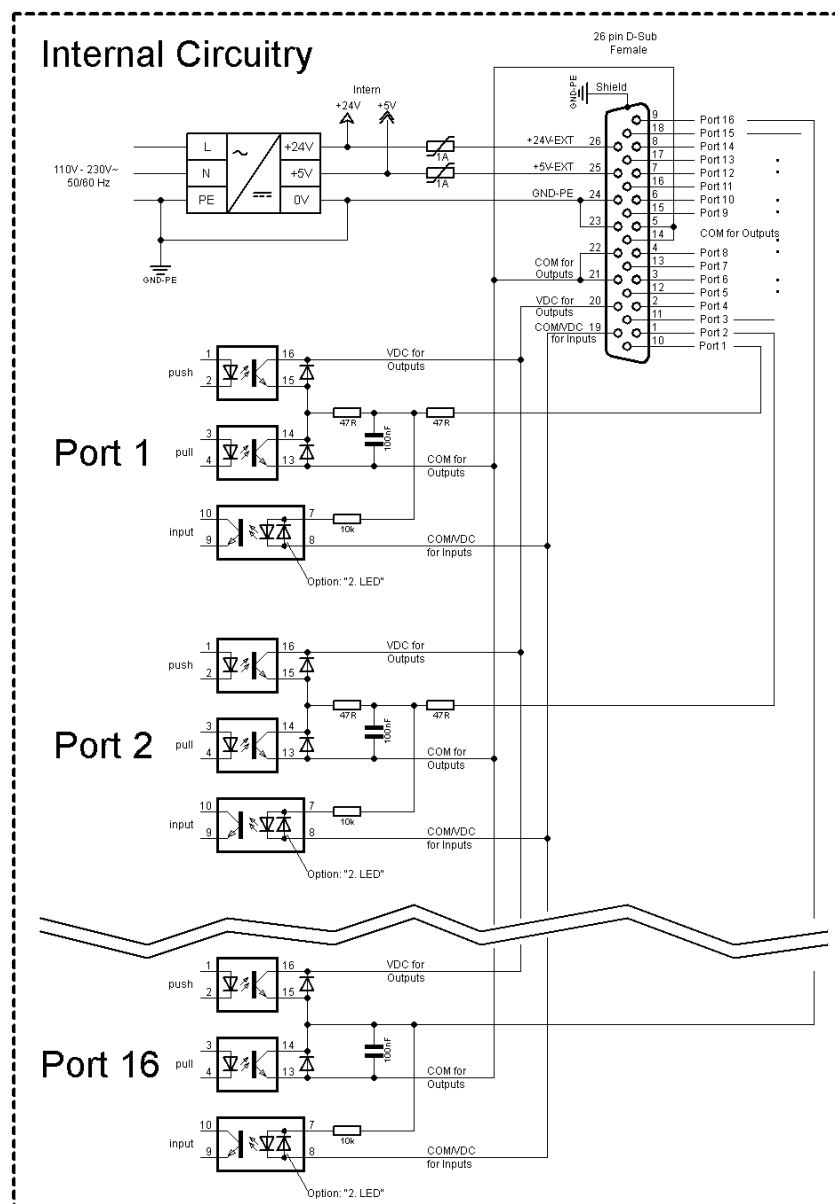 Internal Circuitry
26 pin D-Sub
Female
Intern
+24V
+5V
GND-PE
Shield
L
N
PE
+24V
+5V
0V
110V - 230V~
50/60 Hz
1A
1A
GND-PE
+24V-EXT
+5V-EXT
GND-PE
COM for
Outputs
VDC for
Outputs
COM/VDC
for Inputs
26
25
24
23
22
21
20
19
9
18
8
17
7
16
6
15
5
14
4
13
3
12
2
11
1
10
Port 16
Port 15
Port 14
Port 13
Port 12
Port 11
Port 10
Port 9
COM for Outputs
Port 8
Port 7
Port 6
Port 5
Port 4
Port 3
Port 2
Port 1
Port 1
push
1
2
16
15
VDC for
Outputs
47R
100nF
47R
pull
3
4
14
13
COM for
Outputs
input
10
9
7
8
10k
COM/VDC
for Inputs
Option: "2. LED"
Port 2
push
1
2
16
15
VDC for
Outputs
47R
100nF
47R
pull
3
4
14
13
COM for
Outputs
input
10
9
7
8
10k
COM/VDC
for Inputs
Option: "2. LED"
Port 16
push
1
2
16
15
VDC for
Outputs
100nF
pull
3
4
14
13
COM for
Outputs
input
10
9
7
8
10k
COM/VDC
for Inputs
Option: "2. LED"